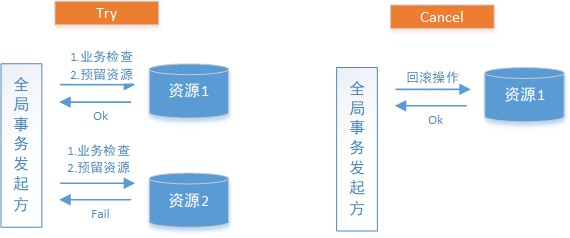 Try
全局事务发起方
1.业务检查
2.预留资源
Ok
资源1
1.业务检查
2.预留资源
Fail
资源2
Cancel
全局事务发起方
回滚操作
Ok
资源1